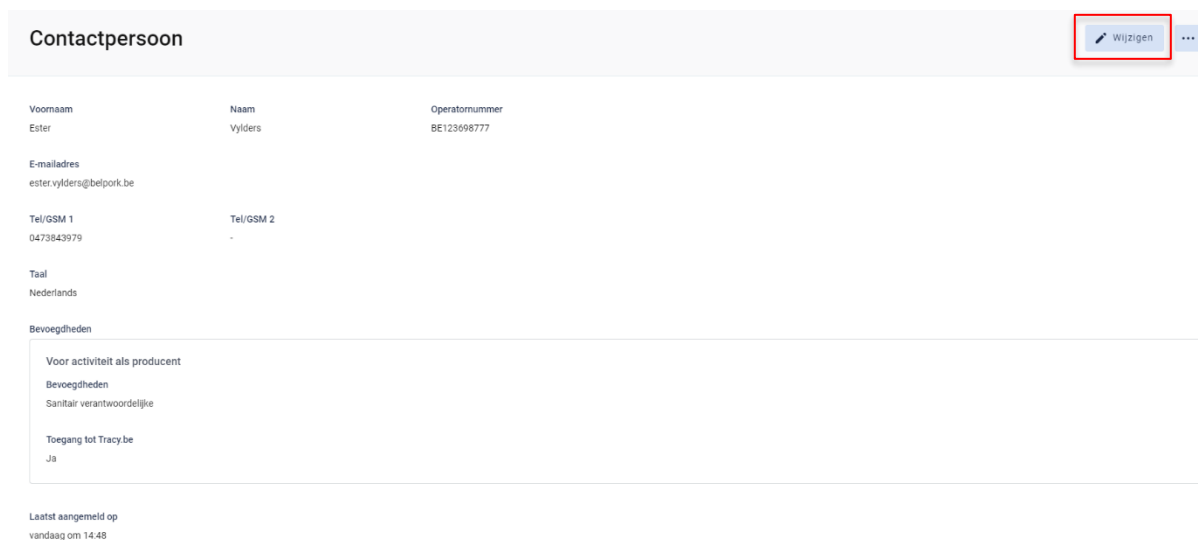 Contactpersoon
Wijzigen ...
Voornaam Naam Operatornummer
Ester Vylders BE123698777
E-mailadres
ester.vylders@belpork.be
Tel/GSM 1 Tel/GSM 2
0473843979 -
Taal
Nederlands
Bevoegdheden
Voor activiteit als producent
Bevoegdheden
Sanitair verantwoordelijke
Toegang tot Tracy.be
Ja
Laatst aangemeld op
vandaag om 14:48